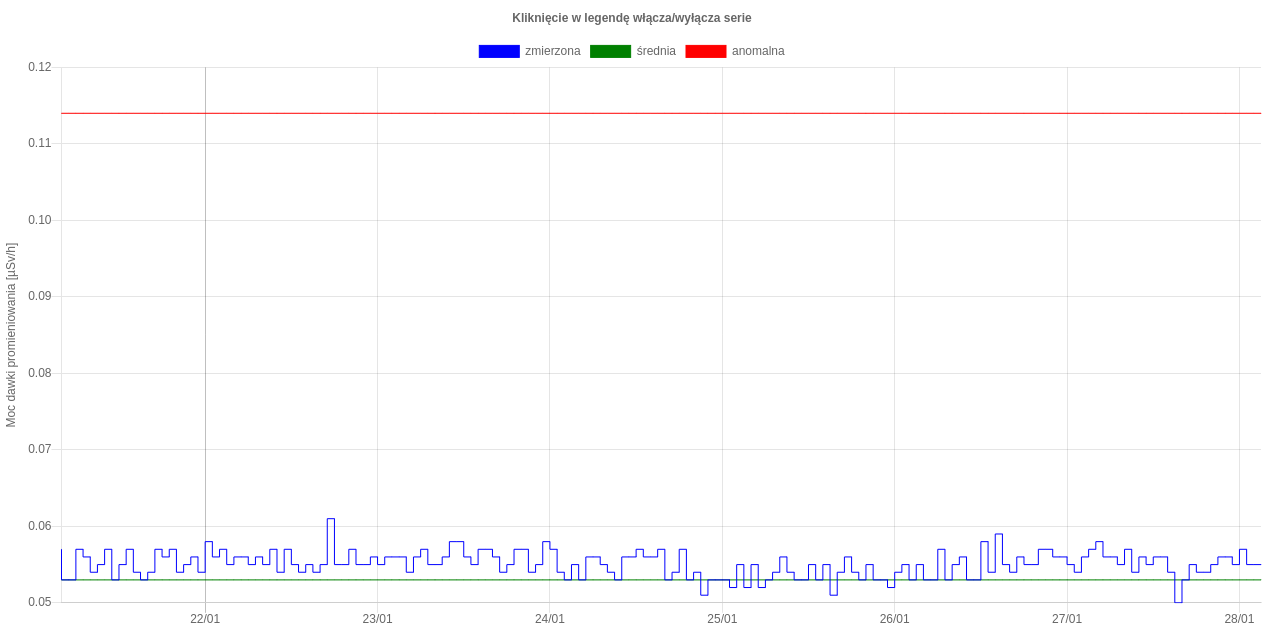 Kliknięcie w legendę włącza/wyłącza serie
zmierzona średnia anomalna
0.12
0.11
0.10
0.09
0.08
0.07
0.06
0.05
Moc dawki promieniowania [µSv/h]
22/01 23/01 24/01 25/01 26/01 27/01 28/01